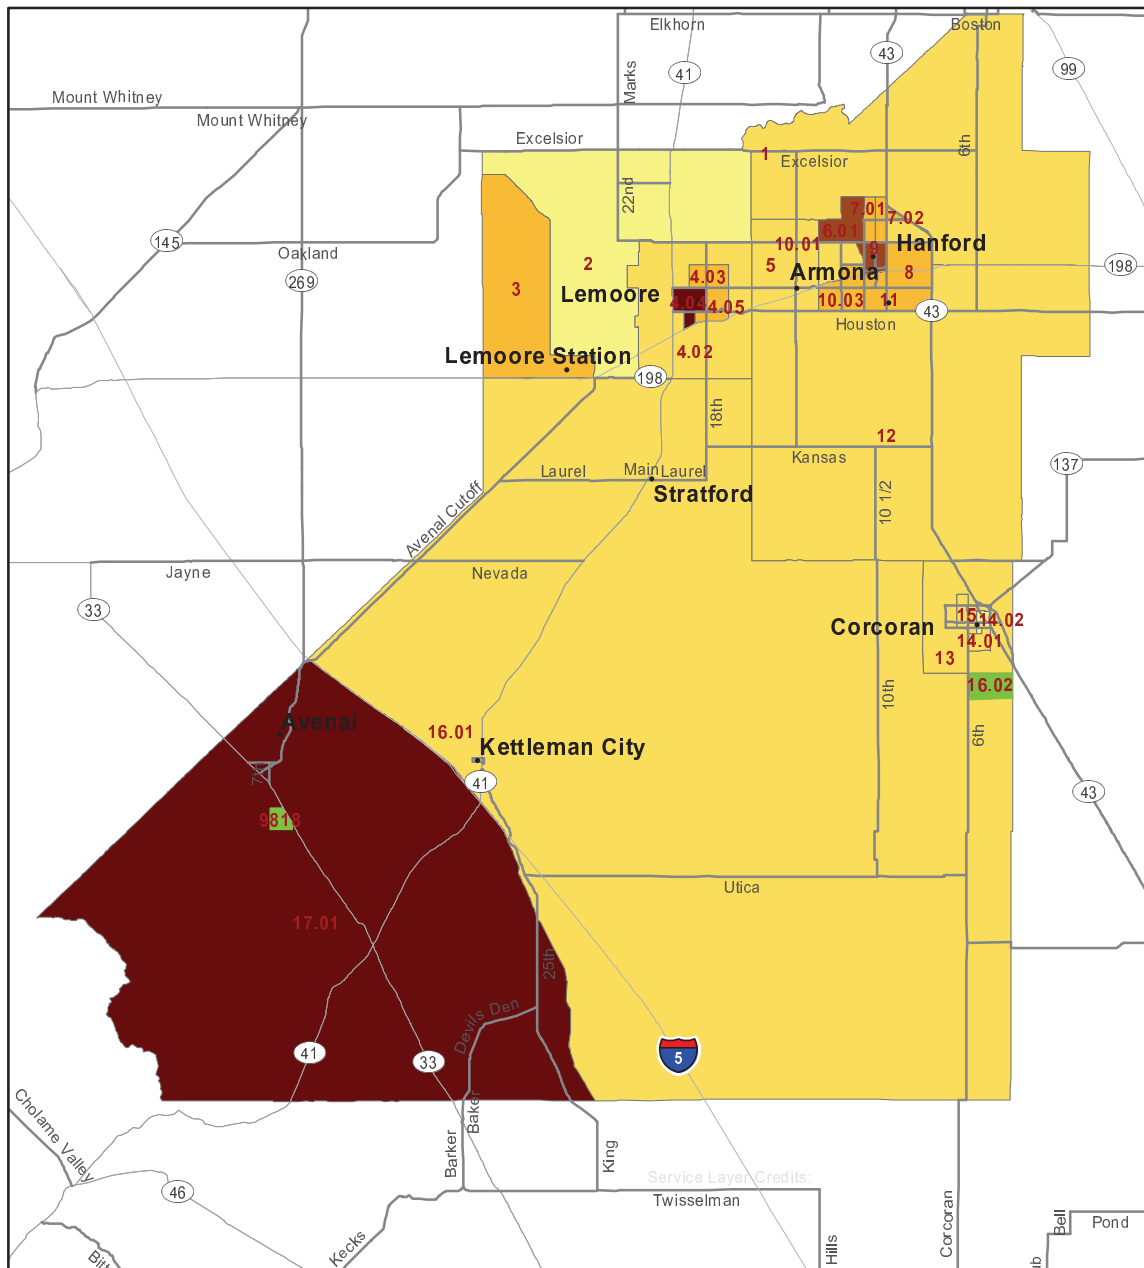 Elkhorn
Boston
43
99
41
Marks
Mount Whitney
Mount Whitney
Excelsior
1
Excelsior
6th
22nd
7.01
7.02
6.01
145
Oakland
10.01
9
Hanford
2
5
Armona
8
198
269
3
Lemoore
4.03
4.04
4.05
10.03
11
43
Houston
Lemoore Station
4.02
198
18th
12
Kansas
137
Laurel
Main
Laurel
Stratford
10 1/2
Avenal Cutoff
Jayne
Nevada
33
15
14.02
Corcoran
14.01
13
16.02
10th
Avenal
16.01
6th
Kettleman City
7th
41
43
9818
Utica
17.01
25th
Devils Den
41
33
5
Cholame Valley
Baker
Barker
King
Service Layer Credits:
46
Twisselman
Corcoran
Bell
Pond
Kecks
Hills
Bitt
ub